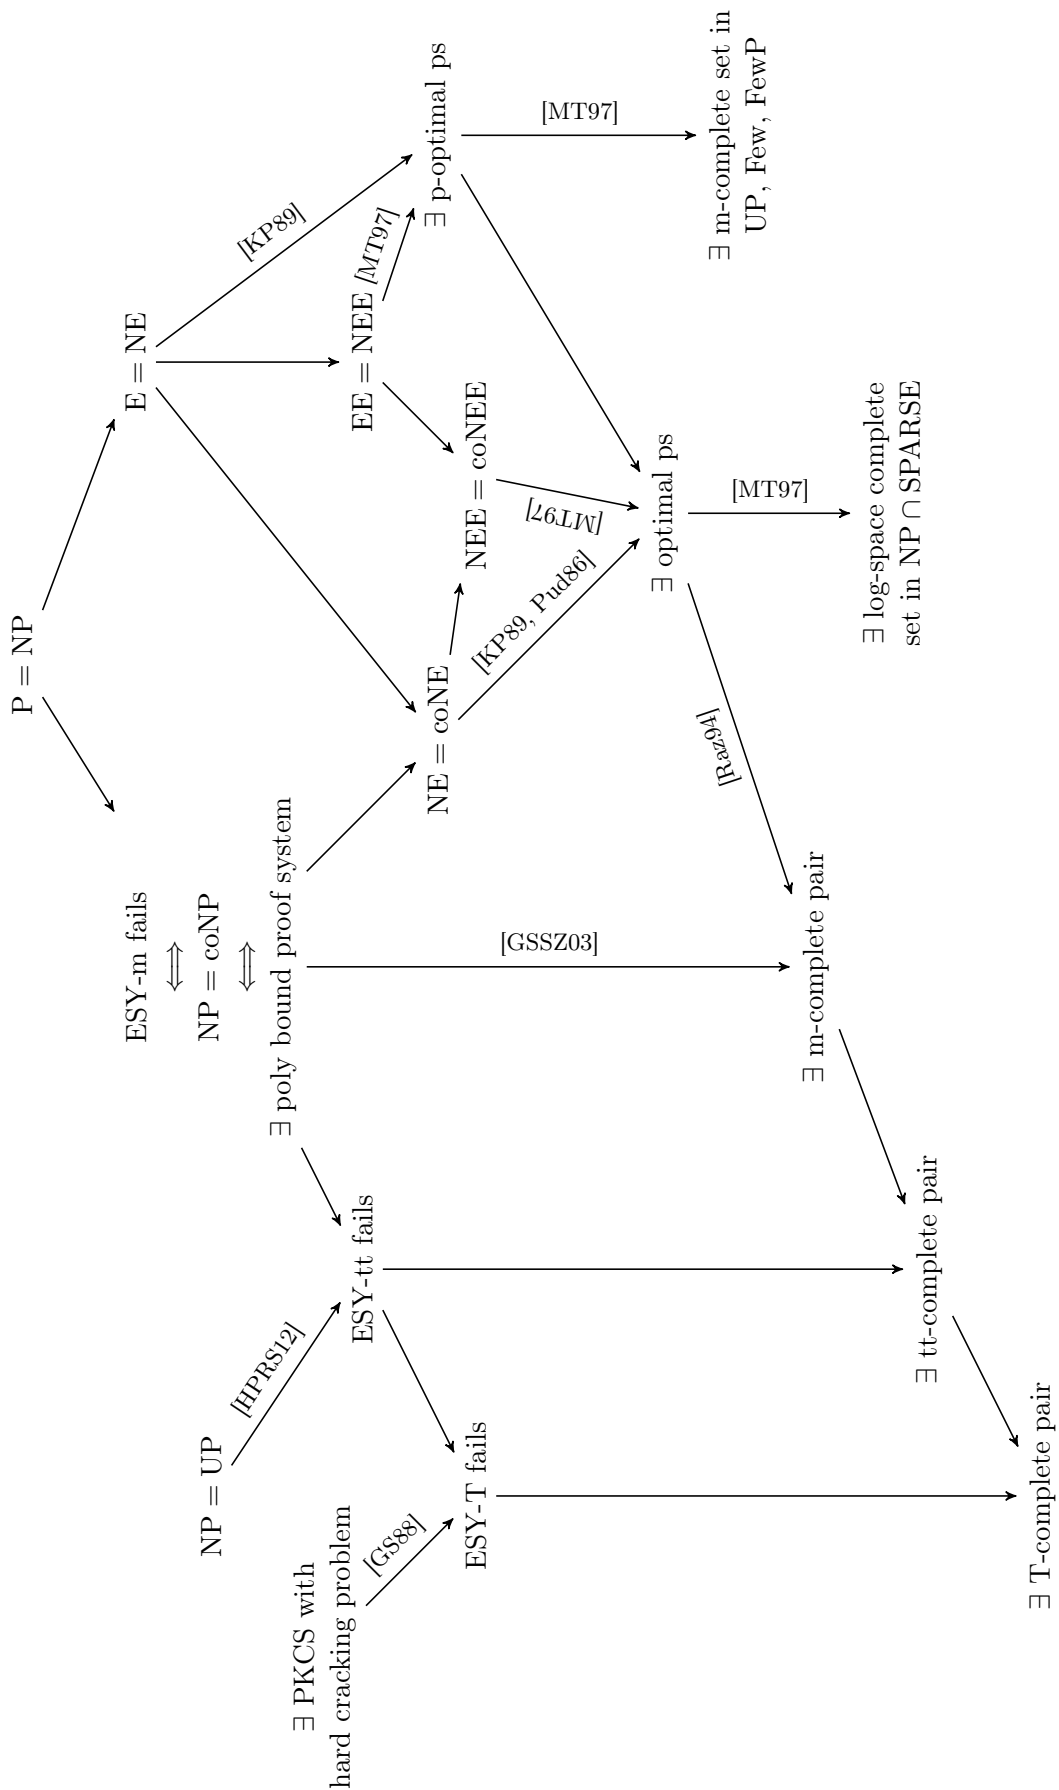 P = NP
E = NE
[KP89]
ESY-m fails
⇕
NP = coNP
⇕
∃ poly bound proof system
NP = UP
[HPRS12]
∃ PKCS with
hard cracking problem
[GS88]
ESY-tt fails
ESY-T fails
EE = NEE
[MT97]
∃ p-optimal ps
[MT97]
NE = coNE
NEE = coNEE
[MT97]
[KP89, Pud86]
∃ optimal ps
[MT97]
[GSSZ03]
[Raz94]
∃ m-complete set in
UP, Few, FewP
∃ m-complete pair
∃ log-space complete
set in NP ∩ SPARSE
∃ tt-complete pair
∃ T-complete pair